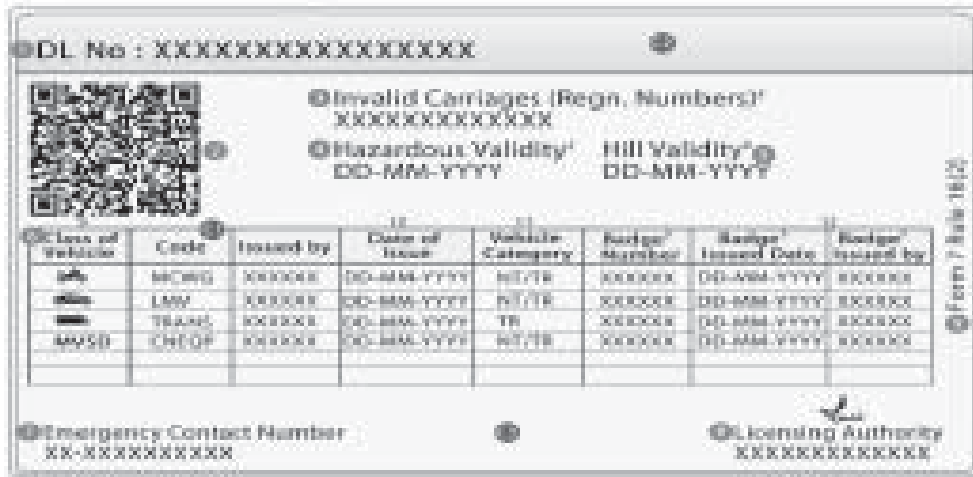 DL No : XXXXXXXXXXXXXXXX
Invalid Carriages (Regn. Numbers)
XXXXXXXXXXXXX
Hazardous Validity Hill Validity
DD-MM-YYYY DD-MM-YYYY
Class of Vehicle Code Issued by Date of Issue Vehicle Category Badge Number Badge Issued Date Badge Issued by
MCWG XXXXXX DD-MM-YYYY NT/TR XXXXXX DD-MM-YYYY XXXXXX
LMV XXXXXX DD-MM-YYYY NT/TR XXXXXX DD-MM-YYYY XXXXXX
TRANS XXXXXX DD-MM-YYYY TR XXXXXX DD-MM-YYYY XXXXXX
MVSD CNEQP XXXXXX DD-MM-YYYY NT/TR XXXXXX DD-MM-YYYY XXXXXX
Emergency Contact Number
XX-XXXXXXXXXX
Licensing Authority
XXXXXXXXXXXXX
Form 7 Rule 16(2)